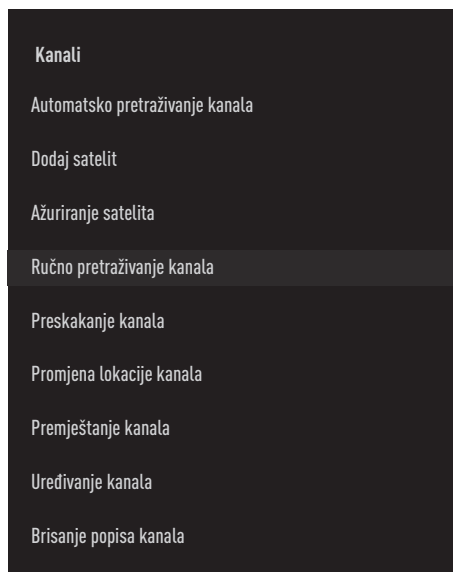 Kanali
Automatsko pretraživanje kanala
Dodaj satelit
Ažuriranje satelita
Ručno pretraživanje kanala
Preskakanje kanala
Promjena lokacije kanala
Premještanje kanala
Uređivanje kanala
Brisanje popisa kanala